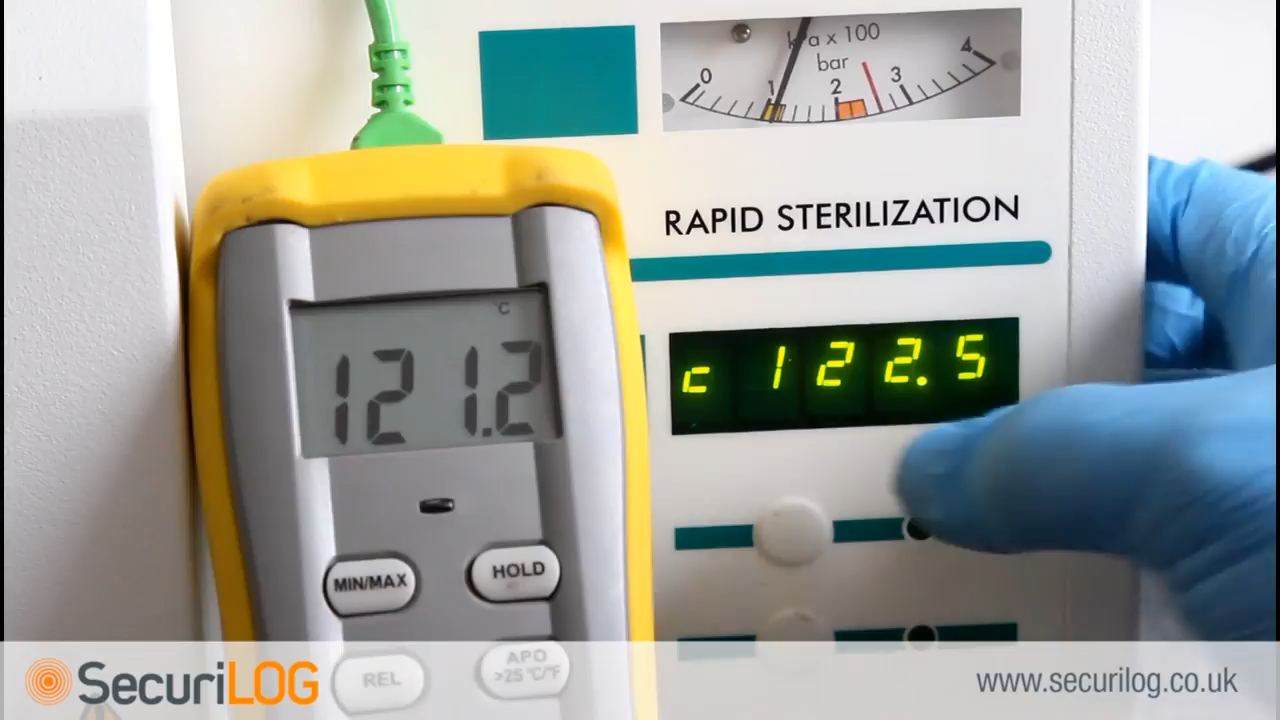 0 1 2 3 4
a x 100
bar
RAPID STERILIZATION
°C
121.2
c 122.5
MIN/MAX
HOLD
REL
APO
>25 °C/°F
SecuriLOG
www.securilog.co.uk